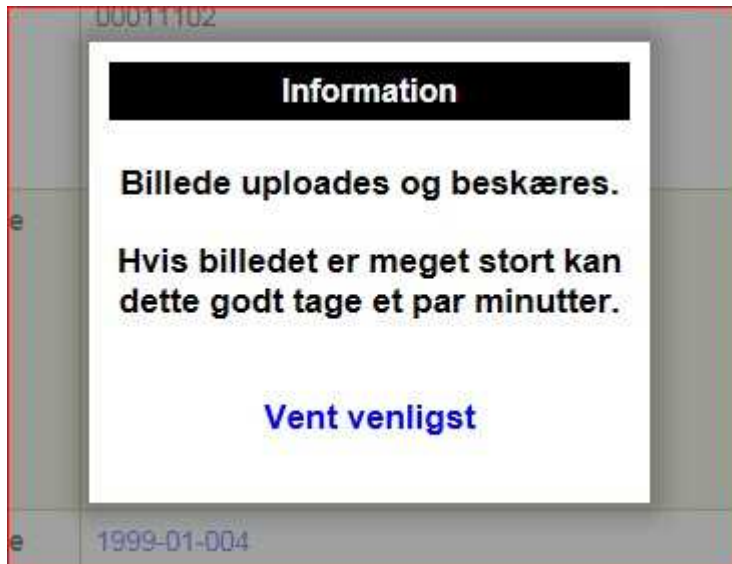 00011102
Information
Billede uploades og beskæres.
e
Hvis billedet er meget stort kan
dette godt tage et par minutter.
Vent venligst
e
1999-01-004